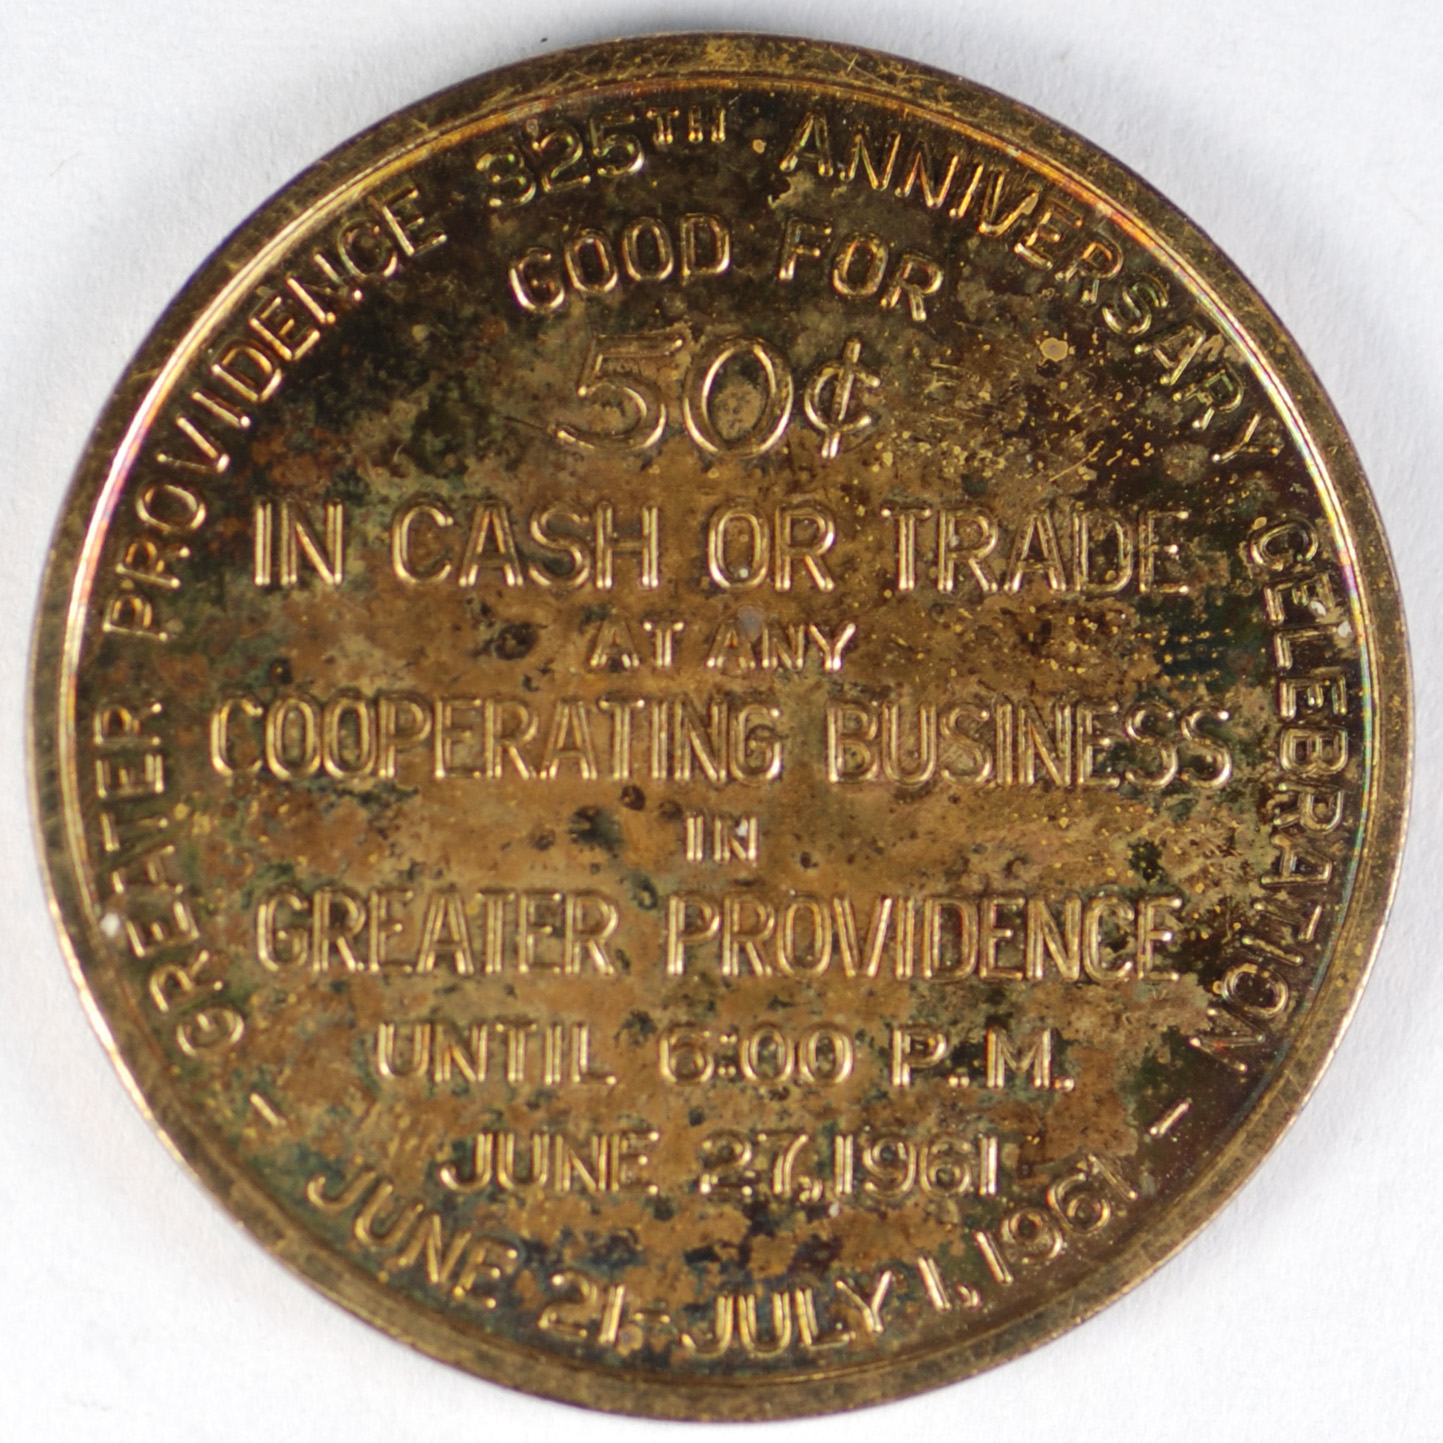 GREATER PROVIDENCE 325TH ANNIVERSARY CELEBRATION
GOOD FOR
50¢
IN CASH OR TRADE
AT ANY
COOPERATING BUSINESS
IN
GREATER PROVIDENCE
UNTIL 6:00 P.M.
JUNE 27, 1961
- JUNE 21 - JULY 1, 1961 -